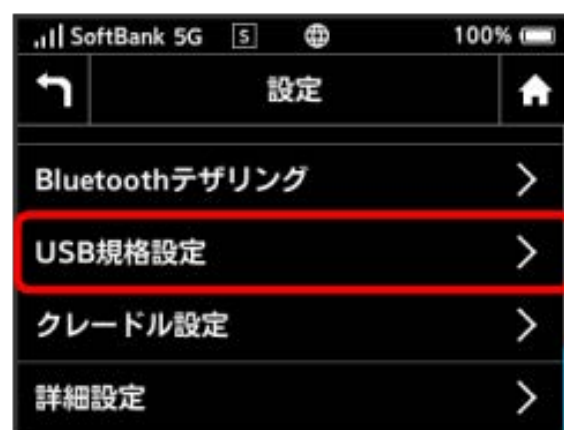 SoftBank 5G S 100%
設定
Bluetoothテザリング
USB規格設定
クレードル設定
詳細設定